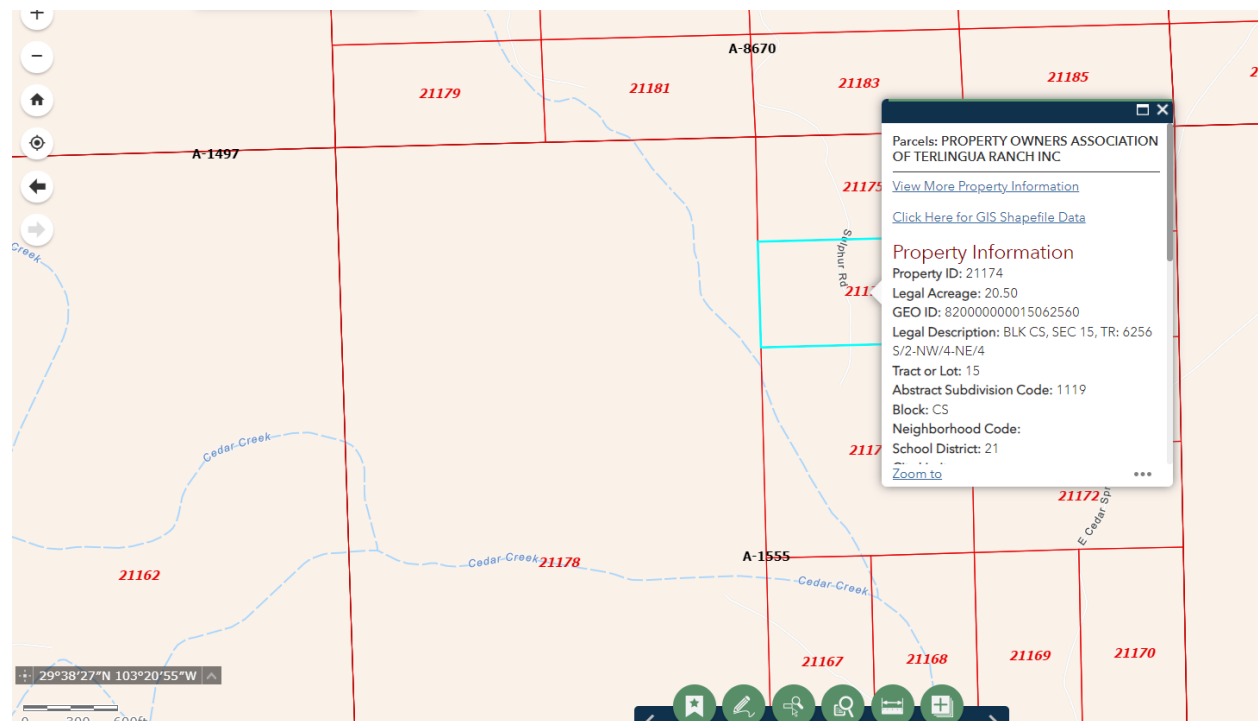 A-8670
21179
21181
21183
21185
A-1497
Parcels: PROPERTY OWNERS ASSOCIATION
OF TERLINGUA RANCH INC
21175
View More Property Information
Click Here for GIS Shapefile Data
Sulphur Rd
Creek
Property Information
Property ID: 21174
Legal Acreage: 20.50
GEO ID: 820000000015062560
Legal Description: BLK CS, SEC 15, TR: 6256
S/2-NW/4-NE/4
Tract or Lot: 15
Abstract Subdivision Code: 1119
Block: CS
Neighborhood Code:
School District: 21
Zoom to
Cedar Creek
2117
21172
E Cedar Spr
A-1555
Cedar Creek
21178
21162
Cedar Creek
21167
21168
21169
21170
29°38'27"N 103°20'55"W
0 300 600ft